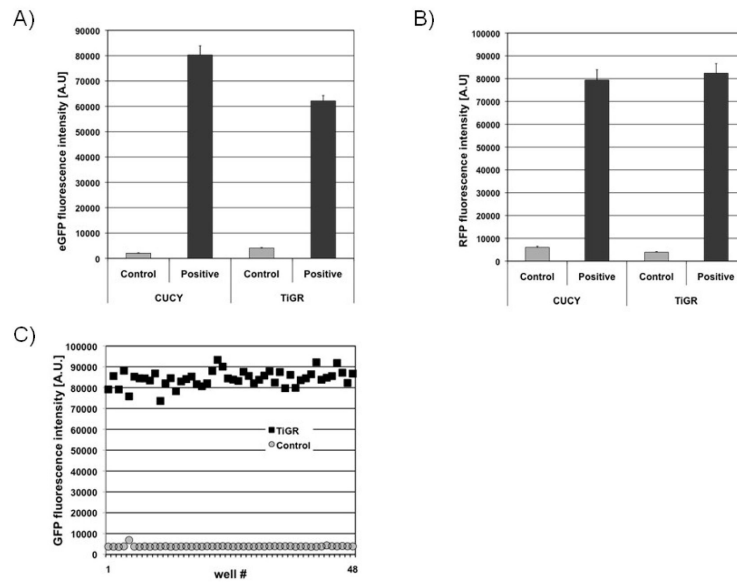 A)
eGFP fluorescence intensity [A.U]
90000
80000
70000
60000
50000
40000
30000
20000
10000
0
Control Positive Control Positive
CUCY TiGR
B)
RFP fluorescence intensity [A.U]
100000
90000
80000
70000
60000
50000
40000
30000
20000
10000
0
Control Positive Control Positive
CUCY TiGR
C)
GFP fluorescence intensity [A.U.]
100000
90000
80000
70000
60000
50000
40000
30000
20000
10000
0
TiGR
Control
1 48
well #